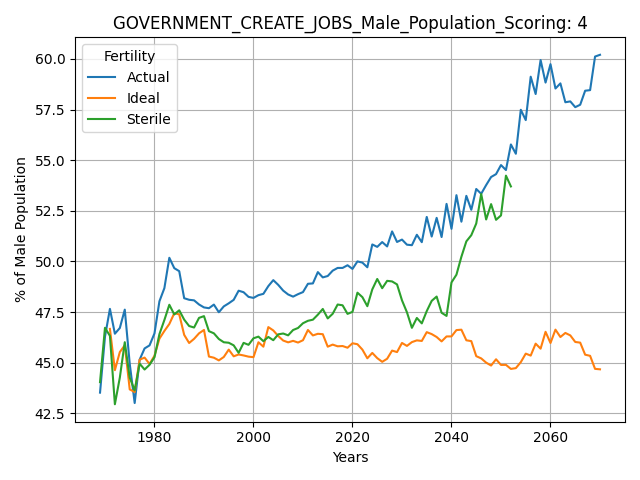 GOVERNMENT_CREATE_JOBS_Male_Population_Scoring: 4
Fertility
Actual
Ideal
Sterile
% of Male Population
60.0
57.5
55.0
52.5
50.0
47.5
45.0
42.5
1980
2000
2020
2040
2060
Years